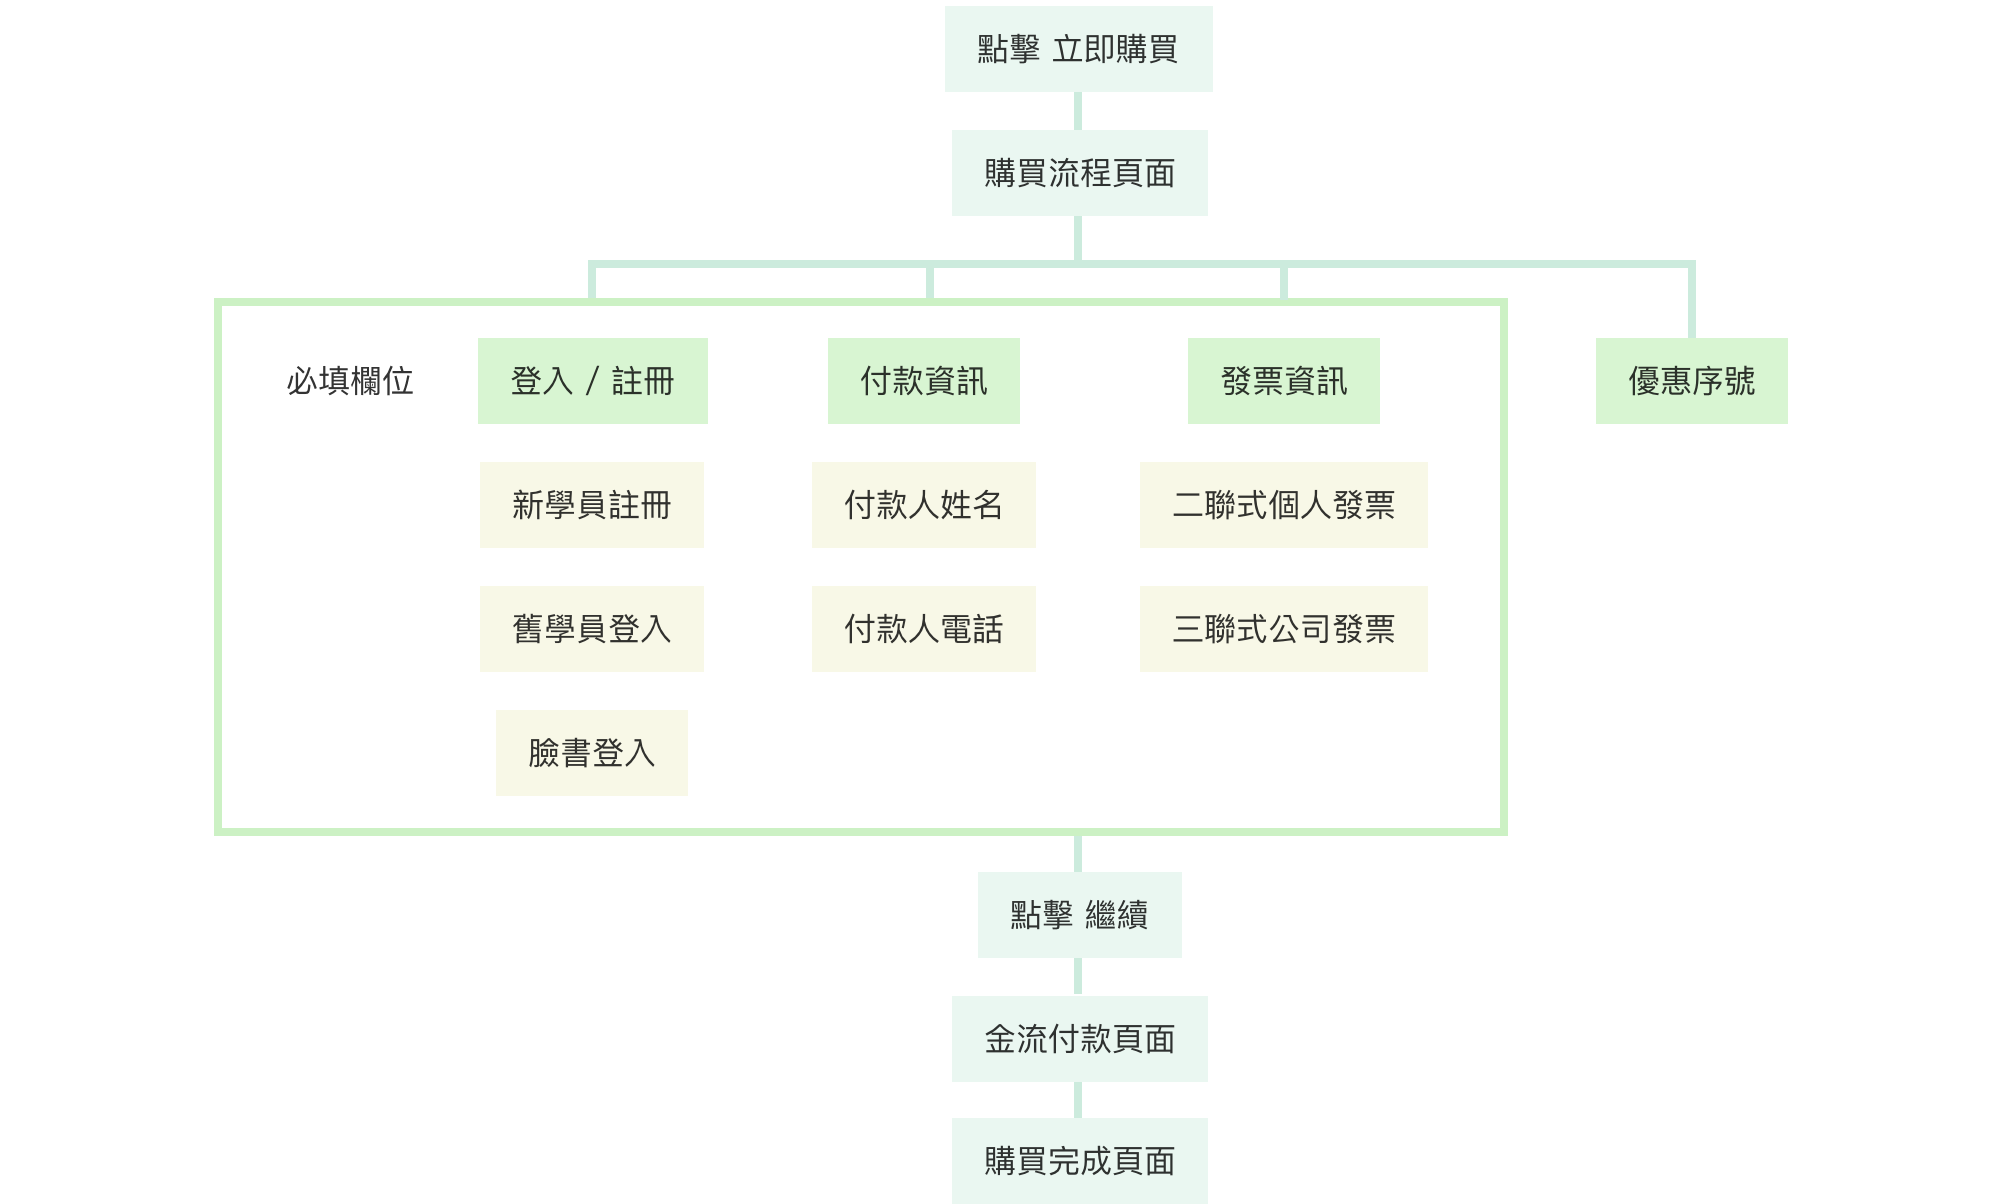 點擊 立即購買
購買流程頁面
必填欄位
登入 / 註冊
付款資訊
發票資訊
優惠序號
新學員註冊
付款人姓名
二聯式個人發票
舊學員登入
付款人電話
三聯式公司發票
臉書登入
點擊 繼續
金流付款頁面
購買完成頁面